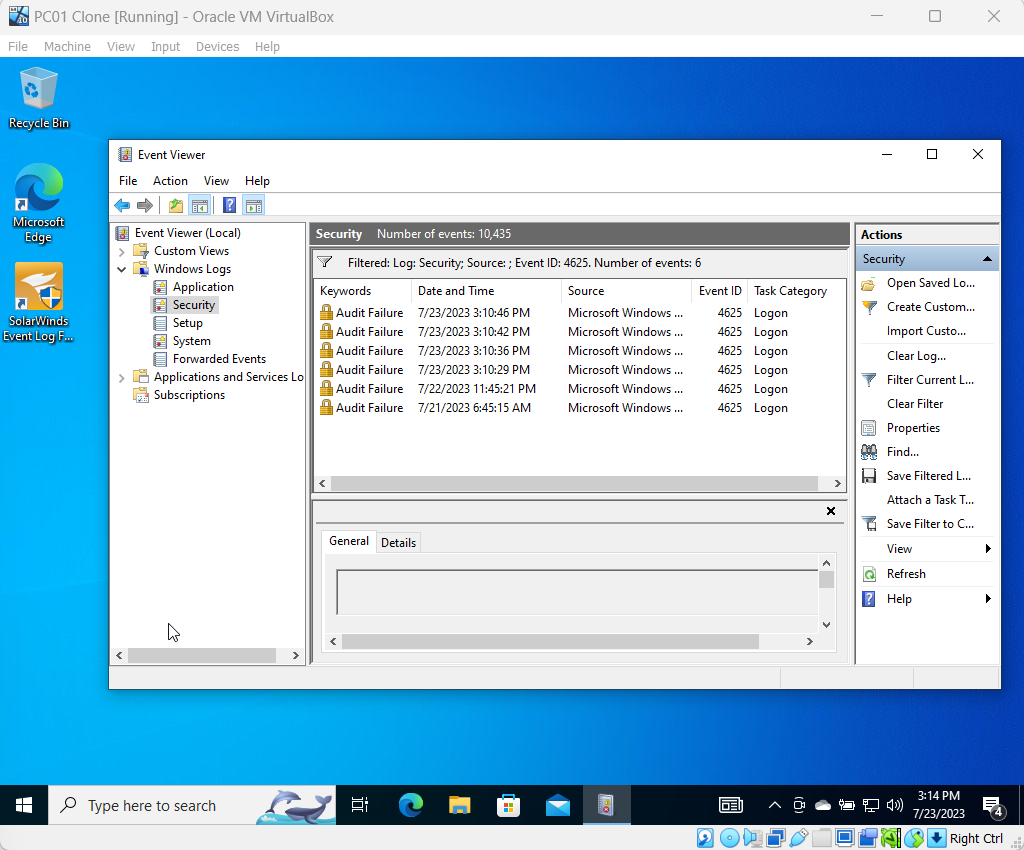 PC01 Clone [Running] - Oracle VM VirtualBox
File Machine View Input Devices Help
Recycle Bin
Microsoft
Edge
SolarWinds
Event Log F...
Event Viewer
File Action View Help
Event Viewer (Local)
Custom Views
Windows Logs
Application
Security
Setup
System
Forwarded Events
Applications and Services Lo
Subscriptions
Security Number of events: 10,435
Filtered: Log: Security; Source: ; Event ID: 4625. Number of events: 6
Keywords Date and Time Source Event ID Task Category
Audit Failure 7/23/2023 3:10:46 PM Microsoft Windows ... 4625 Logon
Audit Failure 7/23/2023 3:10:42 PM Microsoft Windows ... 4625 Logon
Audit Failure 7/23/2023 3:10:36 PM Microsoft Windows ... 4625 Logon
Audit Failure 7/23/2023 3:10:29 PM Microsoft Windows ... 4625 Logon
Audit Failure 7/22/2023 11:45:21 PM Microsoft Windows ... 4625 Logon
Audit Failure 7/21/2023 6:45:15 AM Microsoft Windows ... 4625 Logon
General Details
Actions
Security
Open Saved Lo...
Create Custom...
Import Custo...
Clear Log...
Filter Current L...
Clear Filter
Properties
Find...
Save Filtered L...
Attach a Task T...
Save Filter to C...
View
Refresh
Help
Type here to search
3:14 PM
7/23/2023
4
Right Ctrl